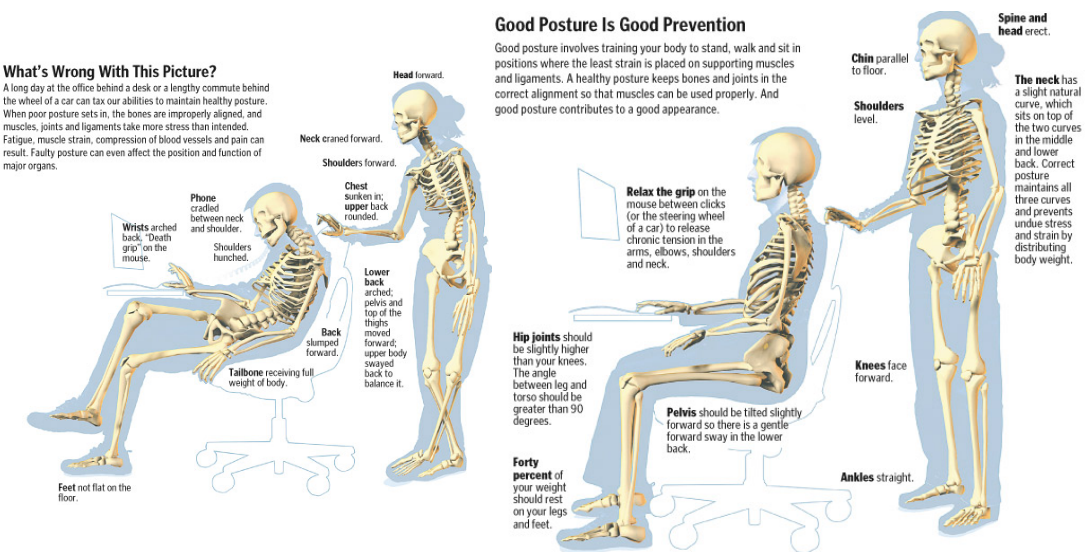 What's Wrong With This Picture?
A long day at the office behind a desk or a lengthy commute behind
the wheel of a car can tax our abilities to maintain healthy posture.
When poor posture sets in, the bones are improperly aligned, and
muscles, joints and ligaments take more stress than intended.
Fatigue, muscle strain, compression of blood vessels and pain can
result. Faulty posture can even affect the position and function of
major organs.
Head forward.
Neck craned forward.
Shoulders forward.
Chest
sunken in;
upper back
rounded.
Phone
cradled
between neck
and shoulder.
Wrists arched
back, "Death
grip" on the
mouse.
Shoulders
hunched.
Lower
back
arched;
pelvis and
top of the
thighs
moved
forward;
upper body
swayed
back to
balance it.
Back
slumped
forward.
Tailbone receiving full
weight of body.
Feet not flat on the
floor.
Good Posture Is Good Prevention
Good posture involves training your body to stand, walk and sit in
positions where the least strain is placed on supporting muscles
and ligaments. A healthy posture keeps bones and joints in the
correct alignment so that muscles can be used properly. And
good posture contributes to a good appearance.
Spine and
head erect.
Chin parallel
to floor.
Shoulders
level.
The neck has
a slight natural
curve, which
sits on top of
the two curves
in the middle
and lower
back. Correct
posture
maintains all
three curves
and prevents
undue stress
and strain by
distributing
body weight.
Relax the grip on the
mouse between clicks
(or the steering wheel
of a car) to release
chronic tension in the
arms, elbows, shoulders
and neck.
Hip joints should
be slightly higher
than your knees.
The angle
between leg and
torso should be
greater than 90
degrees.
Knees face
forward.
Pelvis should be tilted slightly
forward so there is a gentle
forward sway in the lower
back.
Forty
percent of
your weight
should rest
on your legs
and feet.
Ankles straight.